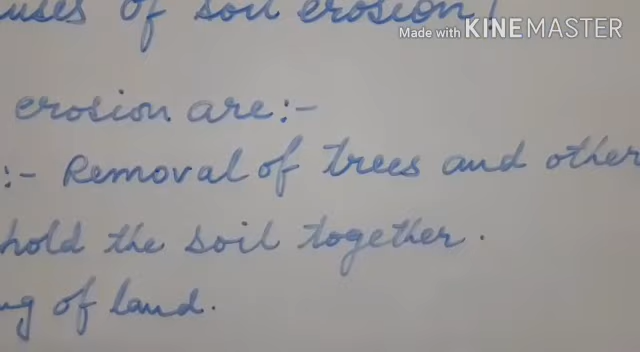 of soil erosion!
Made with KINEMASTER
erosion are:-
:- Removal of trees and other
hold the soil together.
of land.